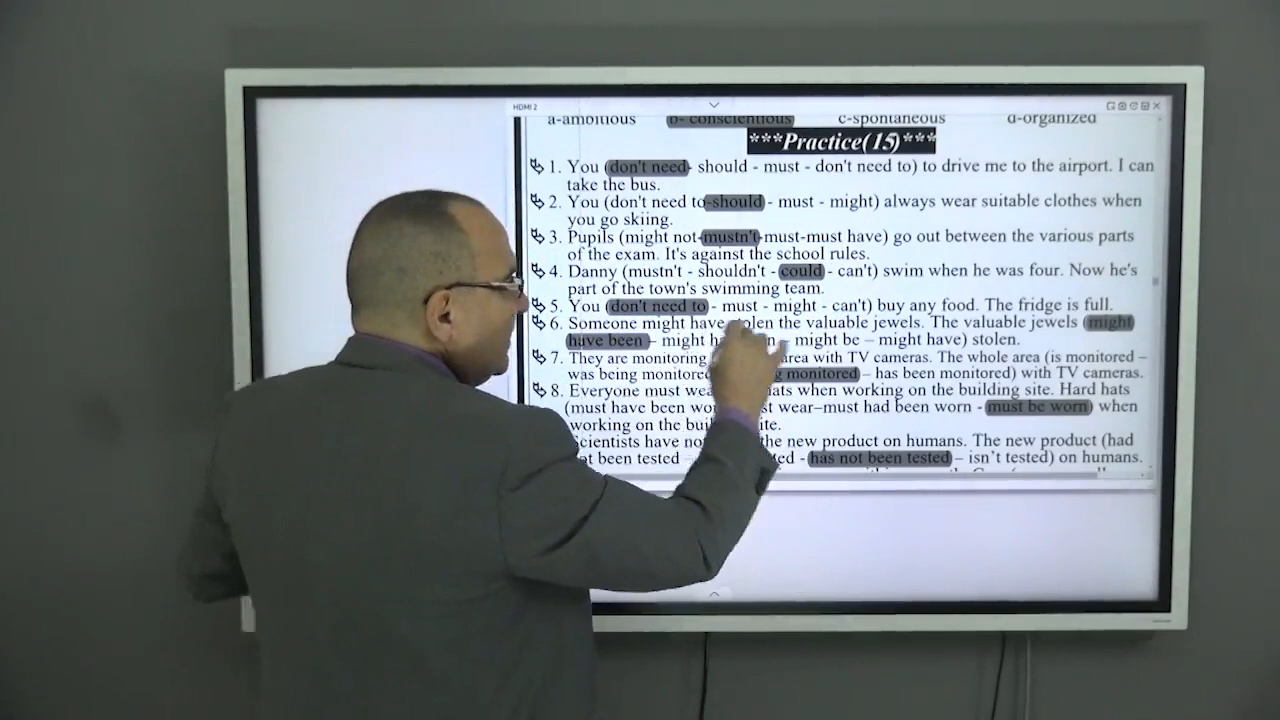 HDMI 2
a-ambitious b- conscientious c-spontaneous d-organized
***Practice(15)***
1. You (don't need- should - must - don't need to) to drive me to the airport. I can
take the bus.
2. You (don't need to-should - must - might) always wear suitable clothes when
you go skiing.
3. Pupils (might not-mustn't-must-must have) go out between the various parts
of the exam. It's against the school rules.
4. Danny (mustn't - shouldn't - could - can't) swim when he was four. Now he's
part of the town's swimming team.
5. You (don't need to - must - might - can't) buy any food. The fridge is full.
6. Someone might have stolen the valuable jewels. The valuable jewels (might
have been – might – might be – might have) stolen.
7. They are monitoring area with TV cameras. The whole area (is monitored –
was being monitored monitored – has been monitored) with TV cameras.
8. Everyone must wear hats when working on the building site. Hard hats
(must have been worn wear–must had been worn - must be worn) when
working on the building site.
Scientists have the new product on humans. The new product (had
not been tested – - has not been tested – isn't tested) on humans.